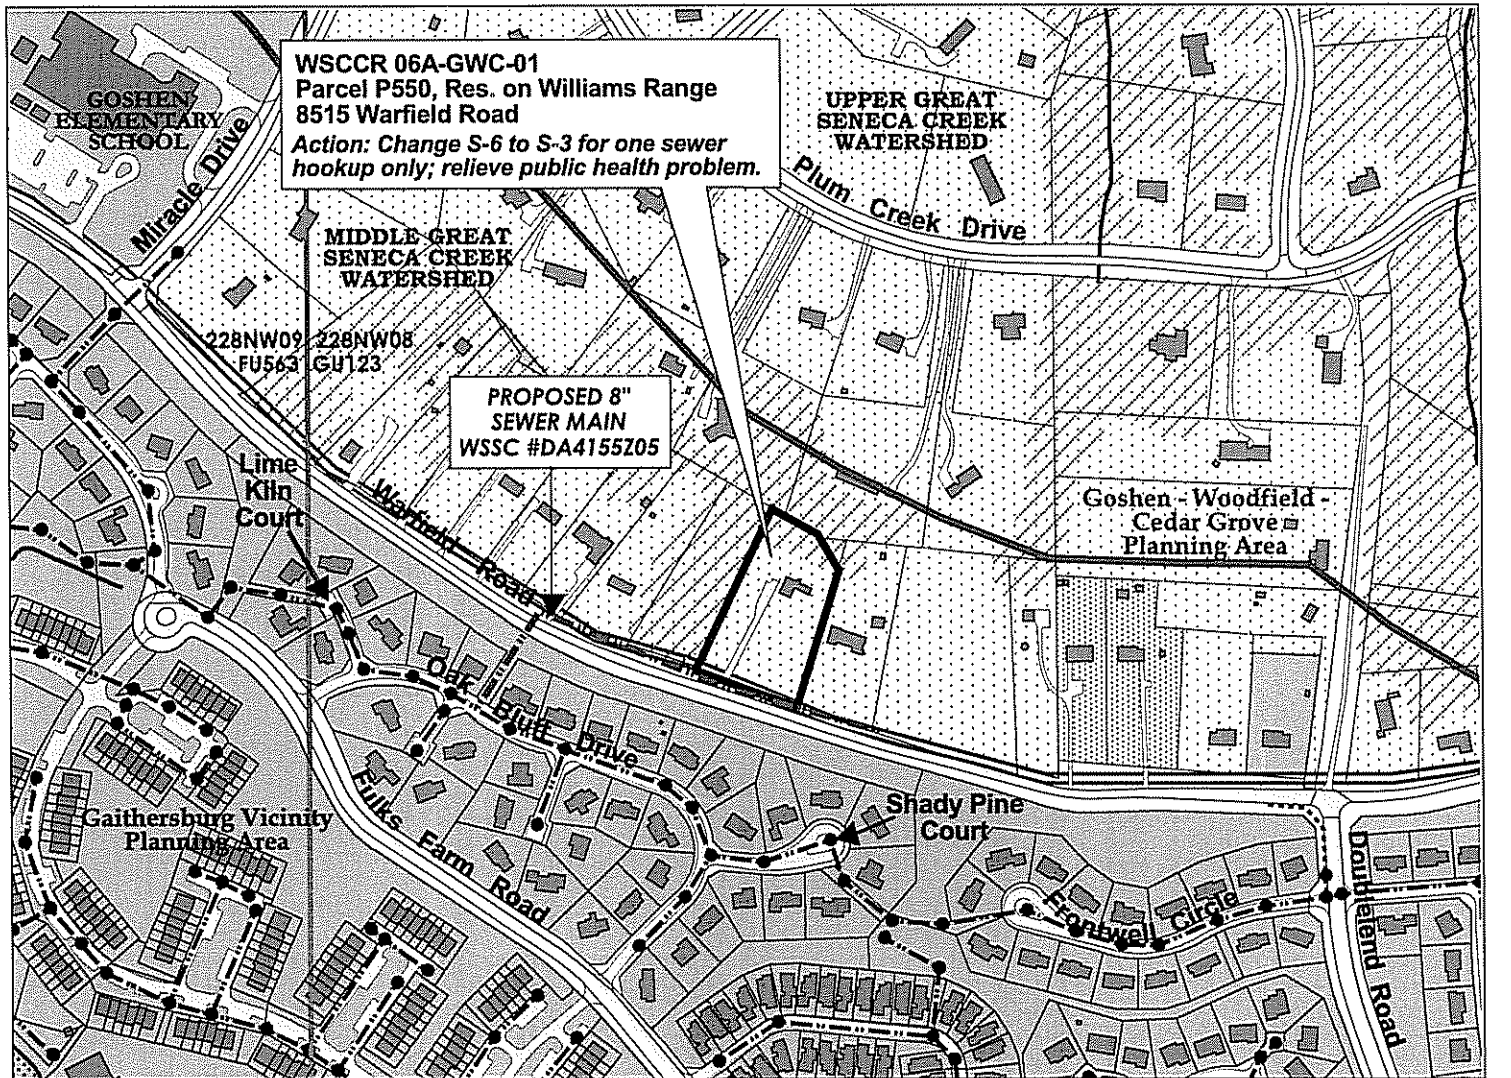 WSCCR 06A-GWC-01
Parcel P550, Res. on Williams Range
8515 Warfield Road
Action: Change S-6 to S-3 for one sewer
hookup only; relieve public health problem.
GOSHEN
ELEMENTARY
SCHOOL
Miracle Drive
UPPER GREAT
SENECA CREEK
WATERSHED
Plum Creek Drive
MIDDLE GREAT
SENECA CREEK
WATERSHED
228NW09 228NW08
FU563 GU123
PROPOSED 8"
SEWER MAIN
WSSC #DA4155Z05
Lime
Kiln
Court
Warfield Road
Goshen - Woodfield -
Cedar Grove
Planning Area
Oak Bluff Drive
Gaithersburg Vicinity
Planning Area
Fulks Farm Road
Shady Pine
Court
Frontwell Circle
Doubleland Road